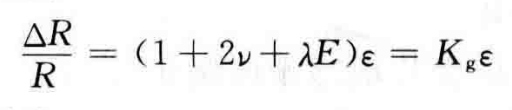 ΔR/R = (1 + 2ν + λE)ε = K_g ε